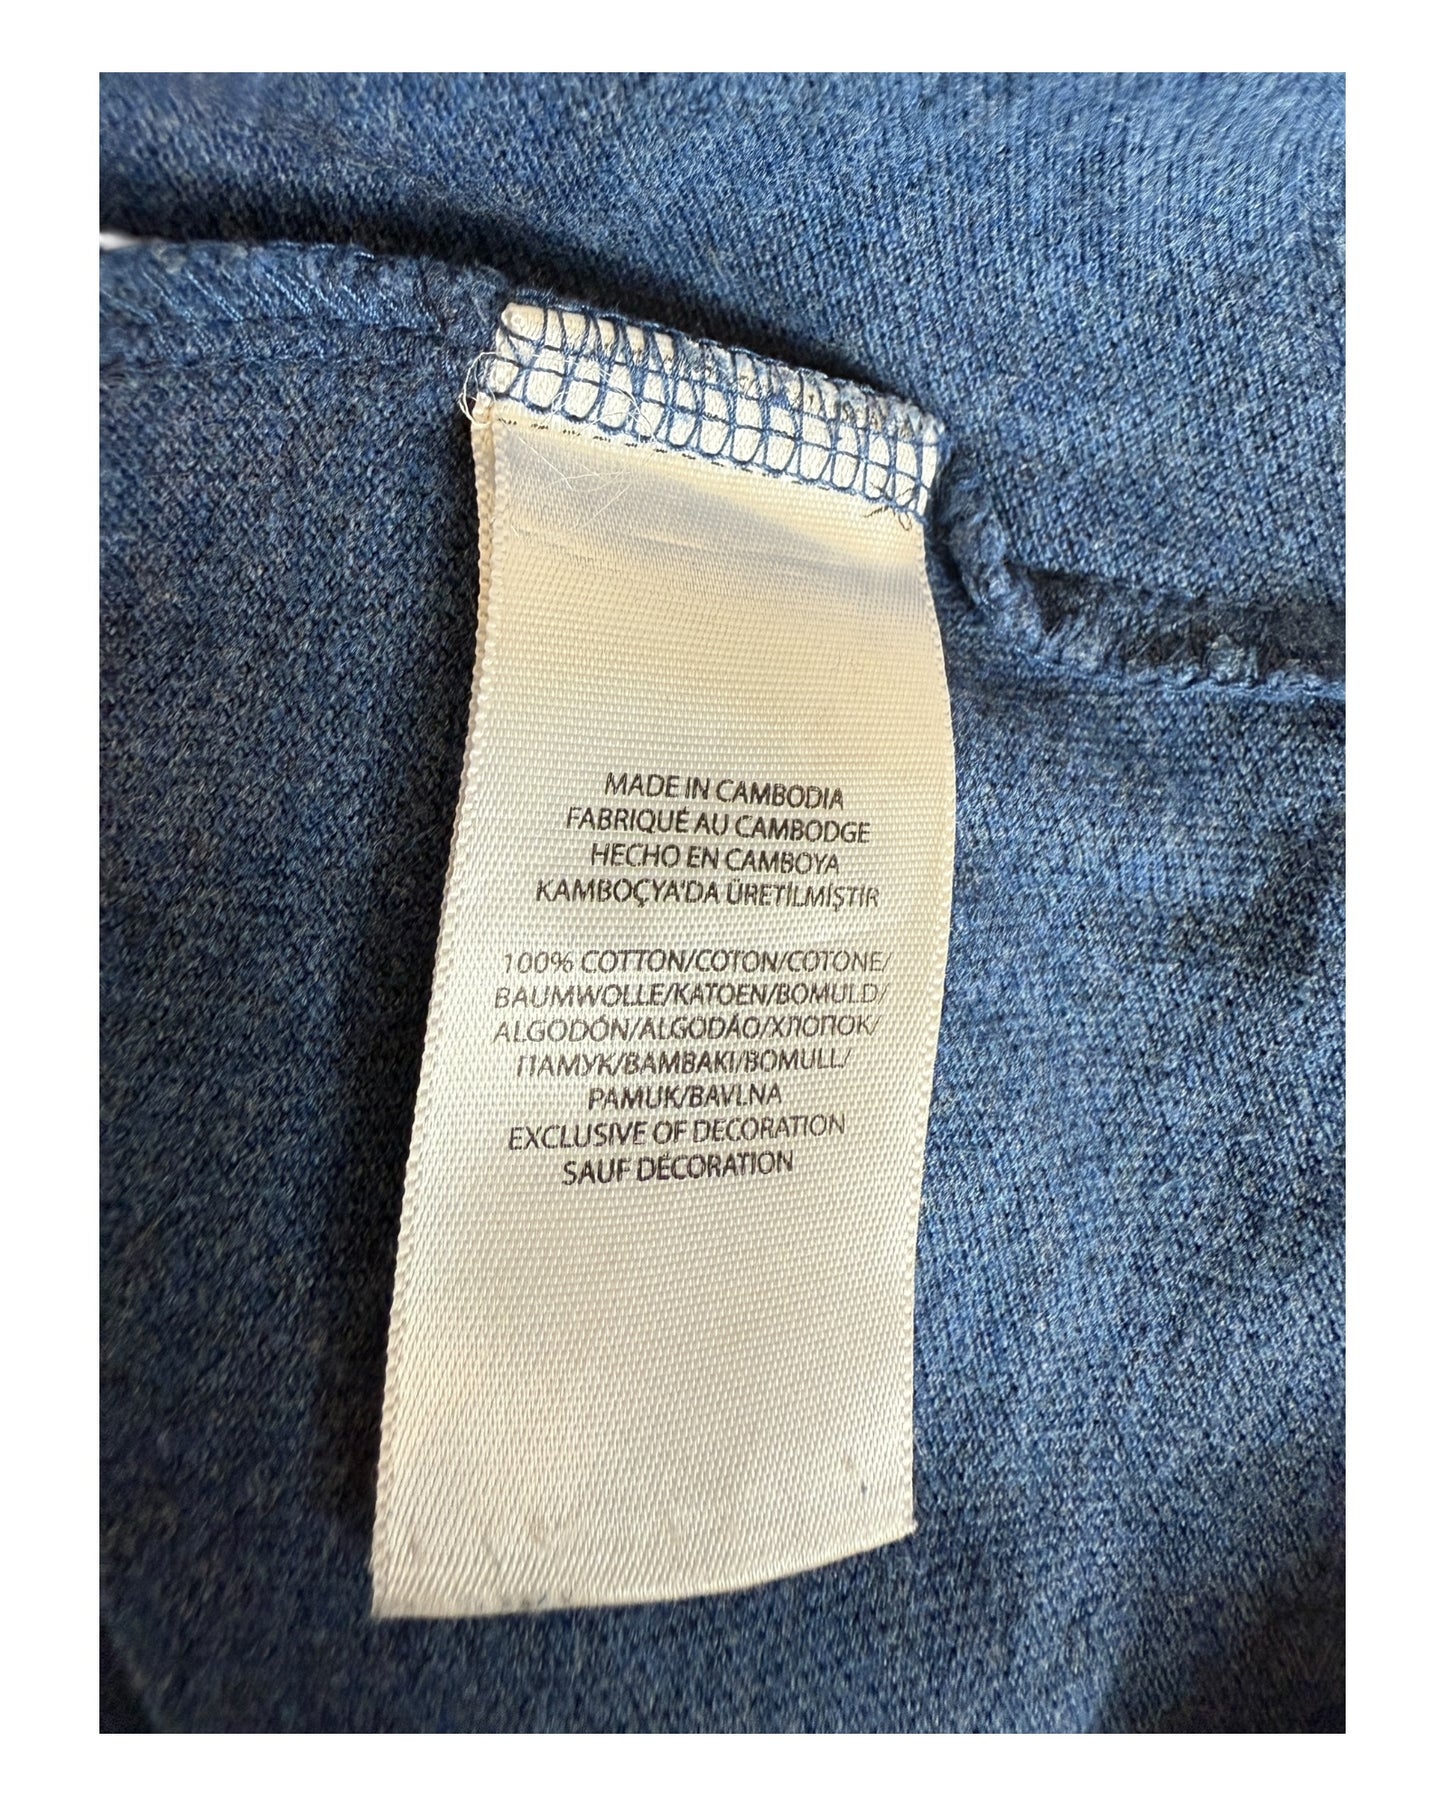 MADE IN CAMBODIA
FABRIQUÉ AU CAMBODGE
HECHO EN CAMBOYA
KAMBOÇYA'DA ÜRETİLMİŞTİR
100% COTTON/COTON/COTONE/
BAUMWOLLE/KATOEN/BOMULD/
ALGODÓN/ALGODÃO/ХЛОПОК/
ПАМУК/BAMBAKI/BOMULL/
PAMUK/BAVLNA
EXCLUSIVE OF DECORATION
SAUF DÉCORATION